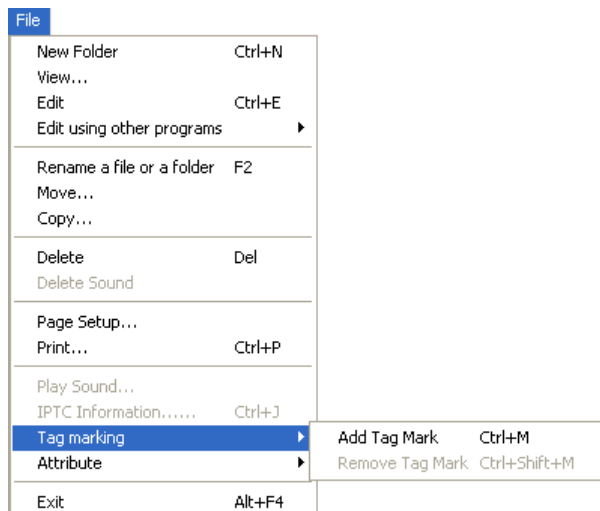 File
New Folder Ctrl+N
View...
Edit Ctrl+E
Edit using other programs
Rename a file or a folder F2
Move...
Copy...
Delete Del
Delete Sound
Page Setup...
Print... Ctrl+P
Play Sound...
IPTC Information...... Ctrl+J
Tag marking
Add Tag Mark Ctrl+M
Attribute
Remove Tag Mark Ctrl+Shift+M
Exit Alt+F4